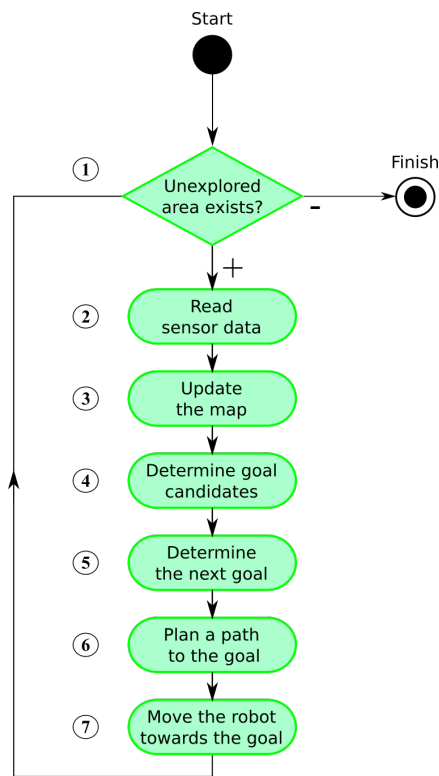 Start
1
Unexplored
area exists?
Finish
-
+
2
Read
sensor data
3
Update
the map
4
Determine goal
candidates
5
Determine
the next goal
6
Plan a path
to the goal
7
Move the robot
towards the goal